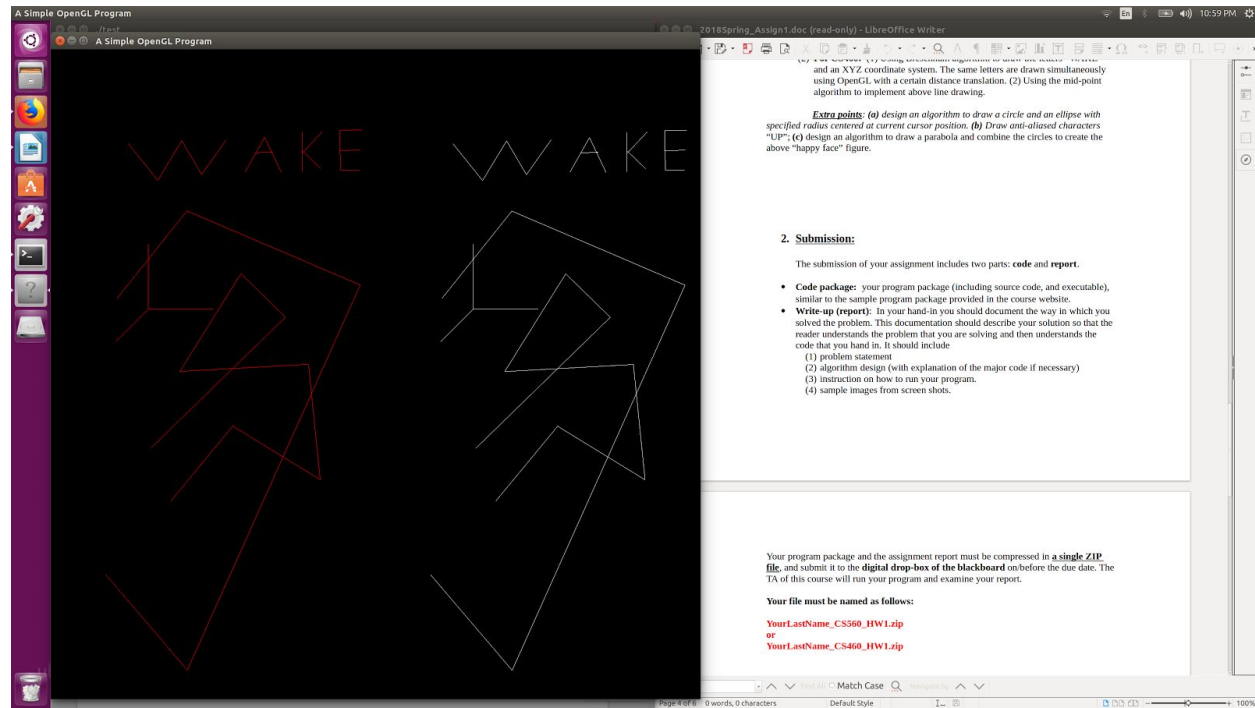 A Simple OpenGL Program
En
10:59 PM
./test
2018Spring_Assign1.doc (read-only) - LibreOffice Writer
A Simple OpenGL Program
WAKE
WAKE
and an XYZ coordinate system. The same letters are drawn simultaneously
using OpenGL with a certain distance translation. (2) Using the mid-point
algorithm to implement above line drawing.
Extra points: (a) design an algorithm to draw a circle and an ellipse with
specified radius centered at current cursor position. (b) Draw anti-aliased characters
“UP”; (c) design an algorithm to draw a parabola and combine the circles to create the
above “happy face” figure.
2. Submission:
The submission of your assignment includes two parts: code and report.
• Code package: your program package (including source code, and executable),
similar to the sample program package provided in the course website.
• Write-up (report): In your hand-in you should document the way in which you
solved the problem. This documentation should describe your solution so that the
reader understands the problem that you are solving and then understands the
code that you hand in. It should include
(1) problem statement
(2) algorithm design (with explanation of the major code if necessary)
(3) instruction on how to run your program.
(4) sample images from screen shots.
Your program package and the assignment report must be compressed in a single ZIP
file, and submit it to the digital drop-box of the blackboard on/before the due date. The
TA of this course will run your program and examine your report.
Your file must be named as follows:
YourLastName_CS560_HW1.zip
or
YourLastName_CS460_HW1.zip
Find All Match Case Navigate by
Page 4 of 6 0 words, 0 characters Default Style 100%